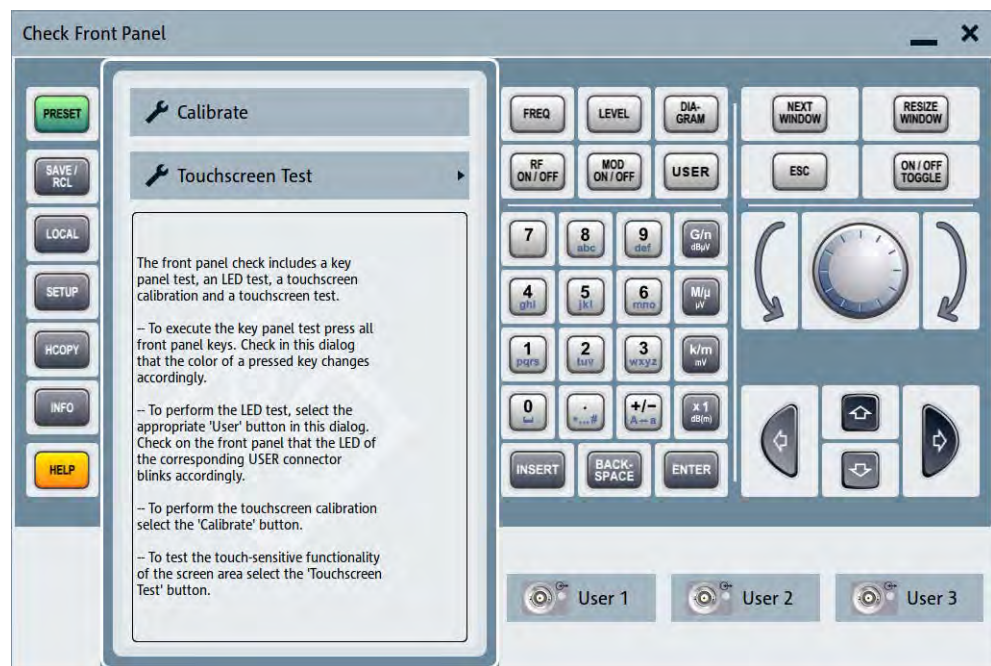 Check Front Panel
PRESET
SAVE /
RCL
LOCAL
SETUP
HCOPY
INFO
HELP
Calibrate
Touchscreen Test
The front panel check includes a key
panel test, an LED test, a touchscreen
calibration and a touchscreen test.
– To execute the key panel test press all
front panel keys. Check in this dialog
that the color of a pressed key changes
accordingly.
– To perform the LED test, select the
appropriate 'User' button in this dialog.
Check on the front panel that the LED of
the corresponding USER connector
blinks accordingly.
– To perform the touchscreen calibration
select the 'Calibrate' button.
– To test the touch-sensitive functionality
of the screen area select the 'Touchscreen
Test' button.
FREQ
LEVEL
DIA-
GRAM
RF
ON / OFF
MOD
ON / OFF
USER
7
8
abc
9
def
G/n
dBµV
4
ghi
5
jkl
6
mno
M/µ
µV
1
pqrs
2
tuv
3
wxyz
k/m
mV
0
.
*...#
+/–
A↔a
x 1
dB(m)
INSERT
BACK-
SPACE
ENTER
NEXT
WINDOW
RESIZE
WINDOW
ESC
ON / OFF
TOGGLE
User 1
User 2
User 3